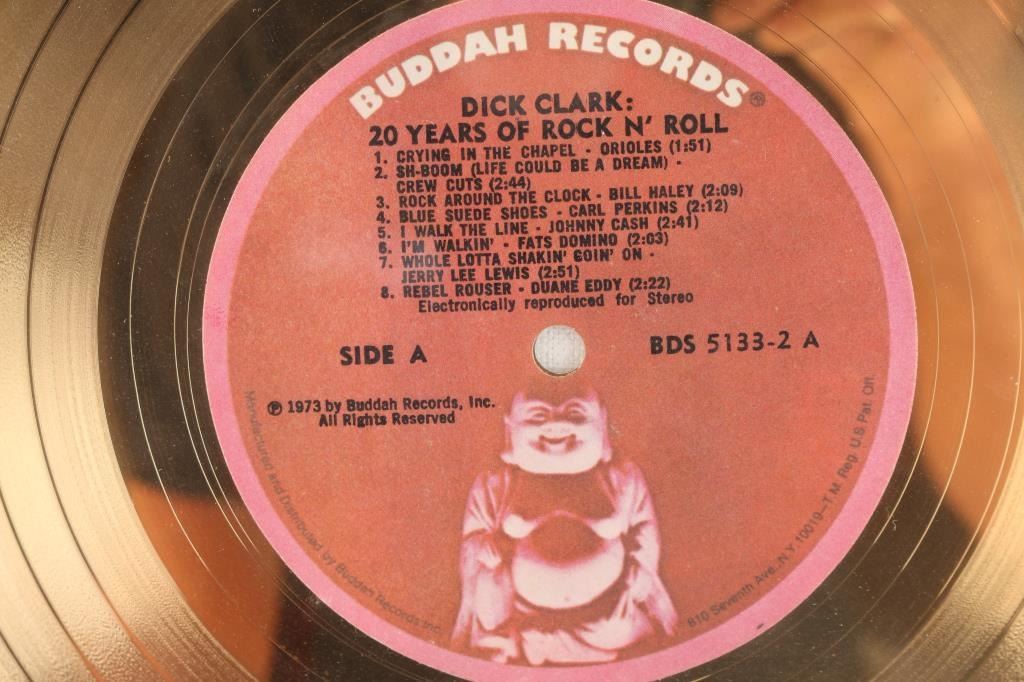 BUDDAH RECORDS®
DICK CLARK:
20 YEARS OF ROCK N' ROLL
1. CRYING IN THE CHAPEL - ORIOLES (1:51)
2. SH-BOOM (LIFE COULD BE A DREAM) -
CREW CUTS (2:44)
3. ROCK AROUND THE CLOCK - BILL HALEY (2:09)
4. BLUE SUEDE SHOES - CARL PERKINS (2:12)
5. I WALK THE LINE - JOHNNY CASH (2:41)
6. I'M WALKIN' - FATS DOMINO (2:03)
7. WHOLE LOTTA SHAKIN' GOIN' ON -
JERRY LEE LEWIS (2:51)
8. REBEL ROUSER - DUANE EDDY (2:22)
Electronically reproduced for Stereo
SIDE A
BDS 5133-2 A
℗ 1973 by Buddah Records, Inc.
All Rights Reserved
Manufactured and Distributed by Buddah Records Inc.
810 Seventh Ave., N.Y. 10019—T.M. Reg. U.S. Pat. Off.